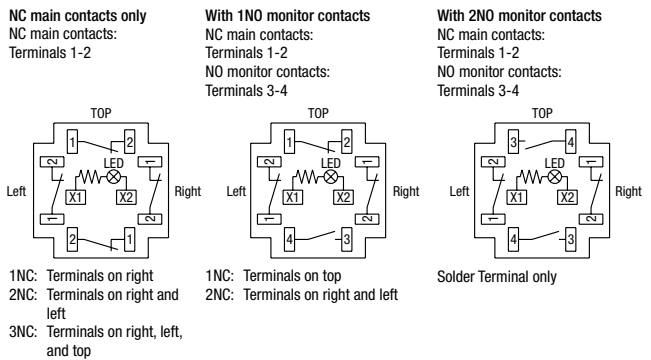 NC main contacts only
NC main contacts:
Terminals 1-2
TOP
1 2
2 LED 1
Left X1 X2 Right
1 2
2 1
1NC: Terminals on right
2NC: Terminals on right and
left
3NC: Terminals on right, left,
and top
With 1NO monitor contacts
NC main contacts:
Terminals 1-2
NO monitor contacts:
Terminals 3-4
TOP
1 2
2 LED 1
Left X1 X2 Right
1 2
4 3
1NC: Terminals on top
2NC: Terminals on right and left
With 2NO monitor contacts
NC main contacts:
Terminals 1-2
NO monitor contacts:
Terminals 3-4
TOP
3 4
2 LED 1
Left X1 X2 Right
1 2
4 3
Solder Terminal only